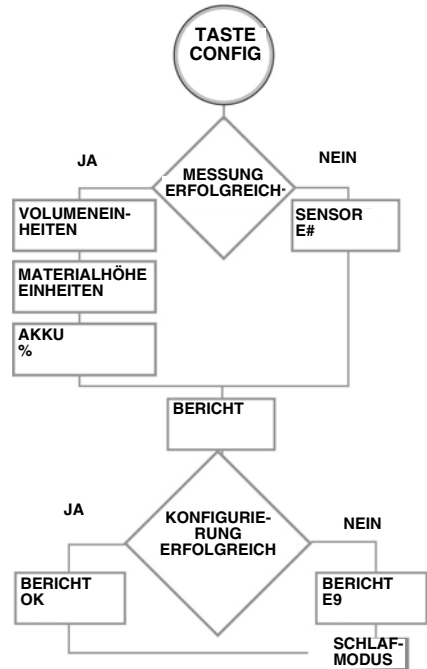 TASTE
CONFIG
JA
NEIN
MESSUNG
ERFOLGREICH-
VOLUMENEIN-
HEITEN
SENSOR
E#
MATERIALHÖHE
EINHEITEN
AKKU
%
BERICHT
JA
NEIN
KONFIGURIE-
RUNG
ERFOLGREICH
BERICHT
OK
BERICHT
E9
SCHLAF-
MODUS